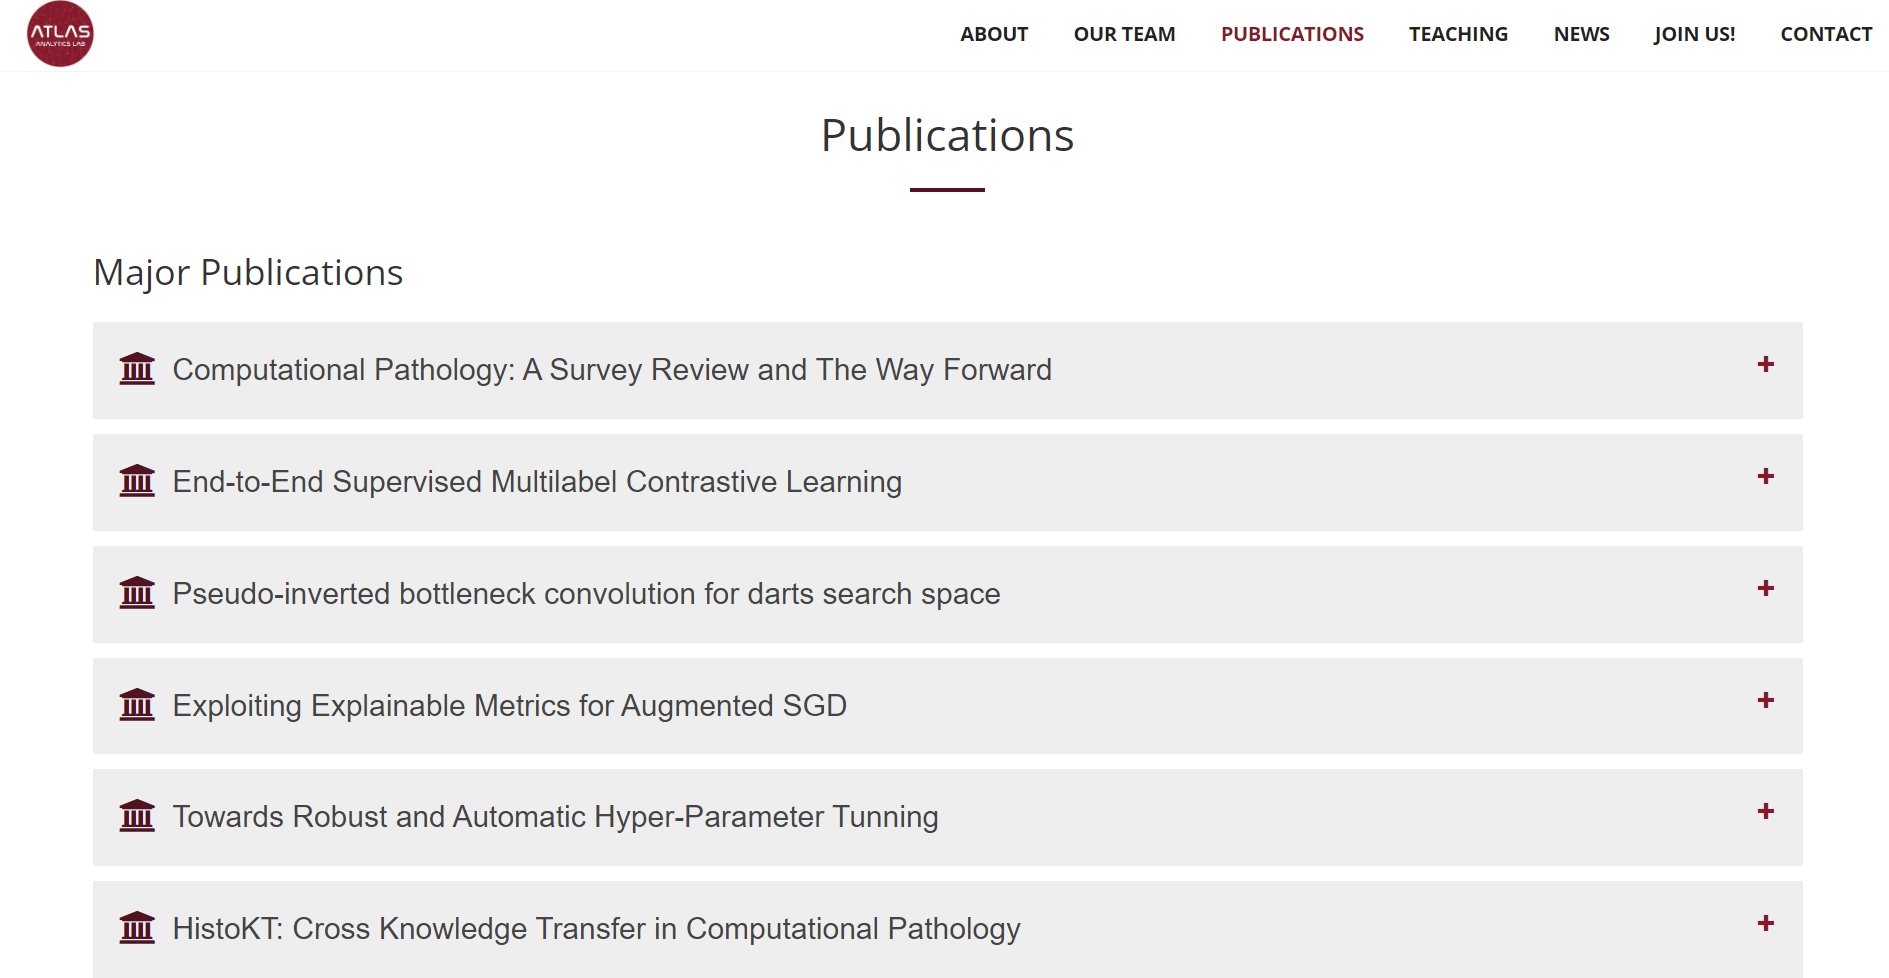 ATLAS
ANALYTICS LAB
ABOUT OUR TEAM PUBLICATIONS TEACHING NEWS JOIN US! CONTACT
Publications
Major Publications
Computational Pathology: A Survey Review and The Way Forward
End-to-End Supervised Multilabel Contrastive Learning
Pseudo-inverted bottleneck convolution for darts search space
Exploiting Explainable Metrics for Augmented SGD
Towards Robust and Automatic Hyper-Parameter Tunning
HistoKT: Cross Knowledge Transfer in Computational Pathology